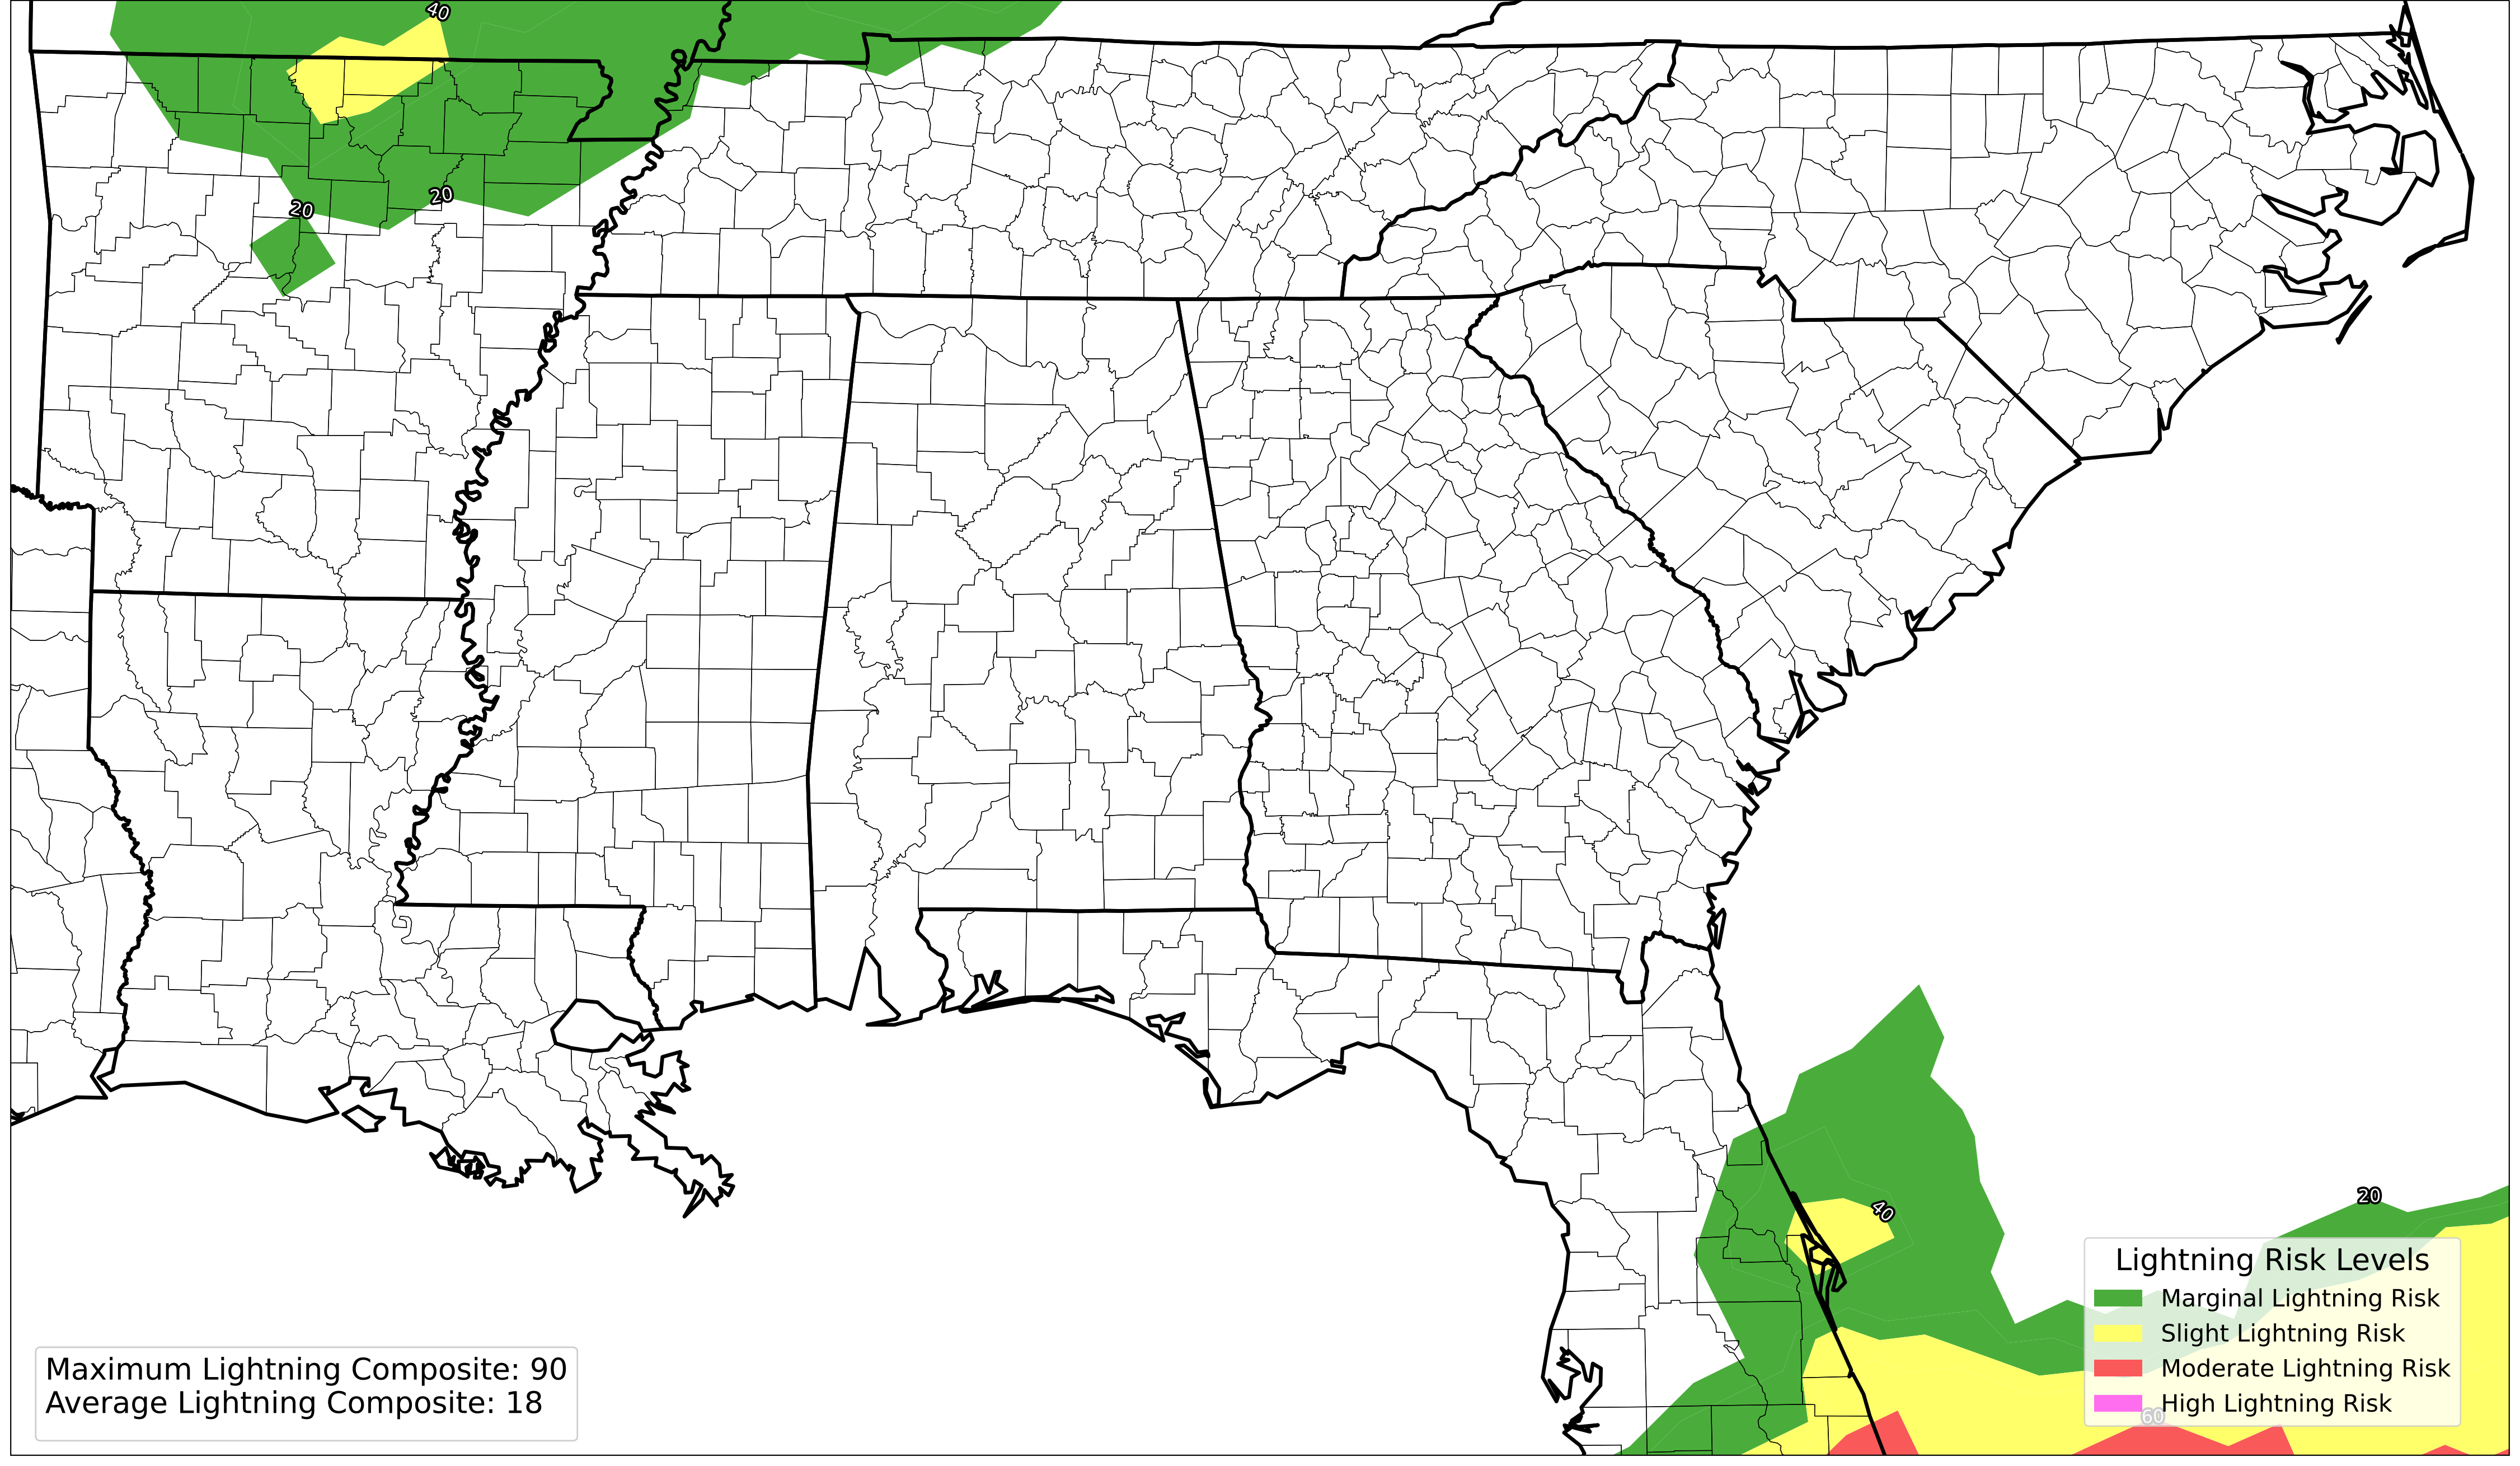 40
20
20
40
20
Lightning Risk Levels
Marginal Lightning Risk
Slight Lightning Risk
Moderate Lightning Risk
High Lightning Risk
60
Maximum Lightning Composite: 90
Average Lightning Composite: 18